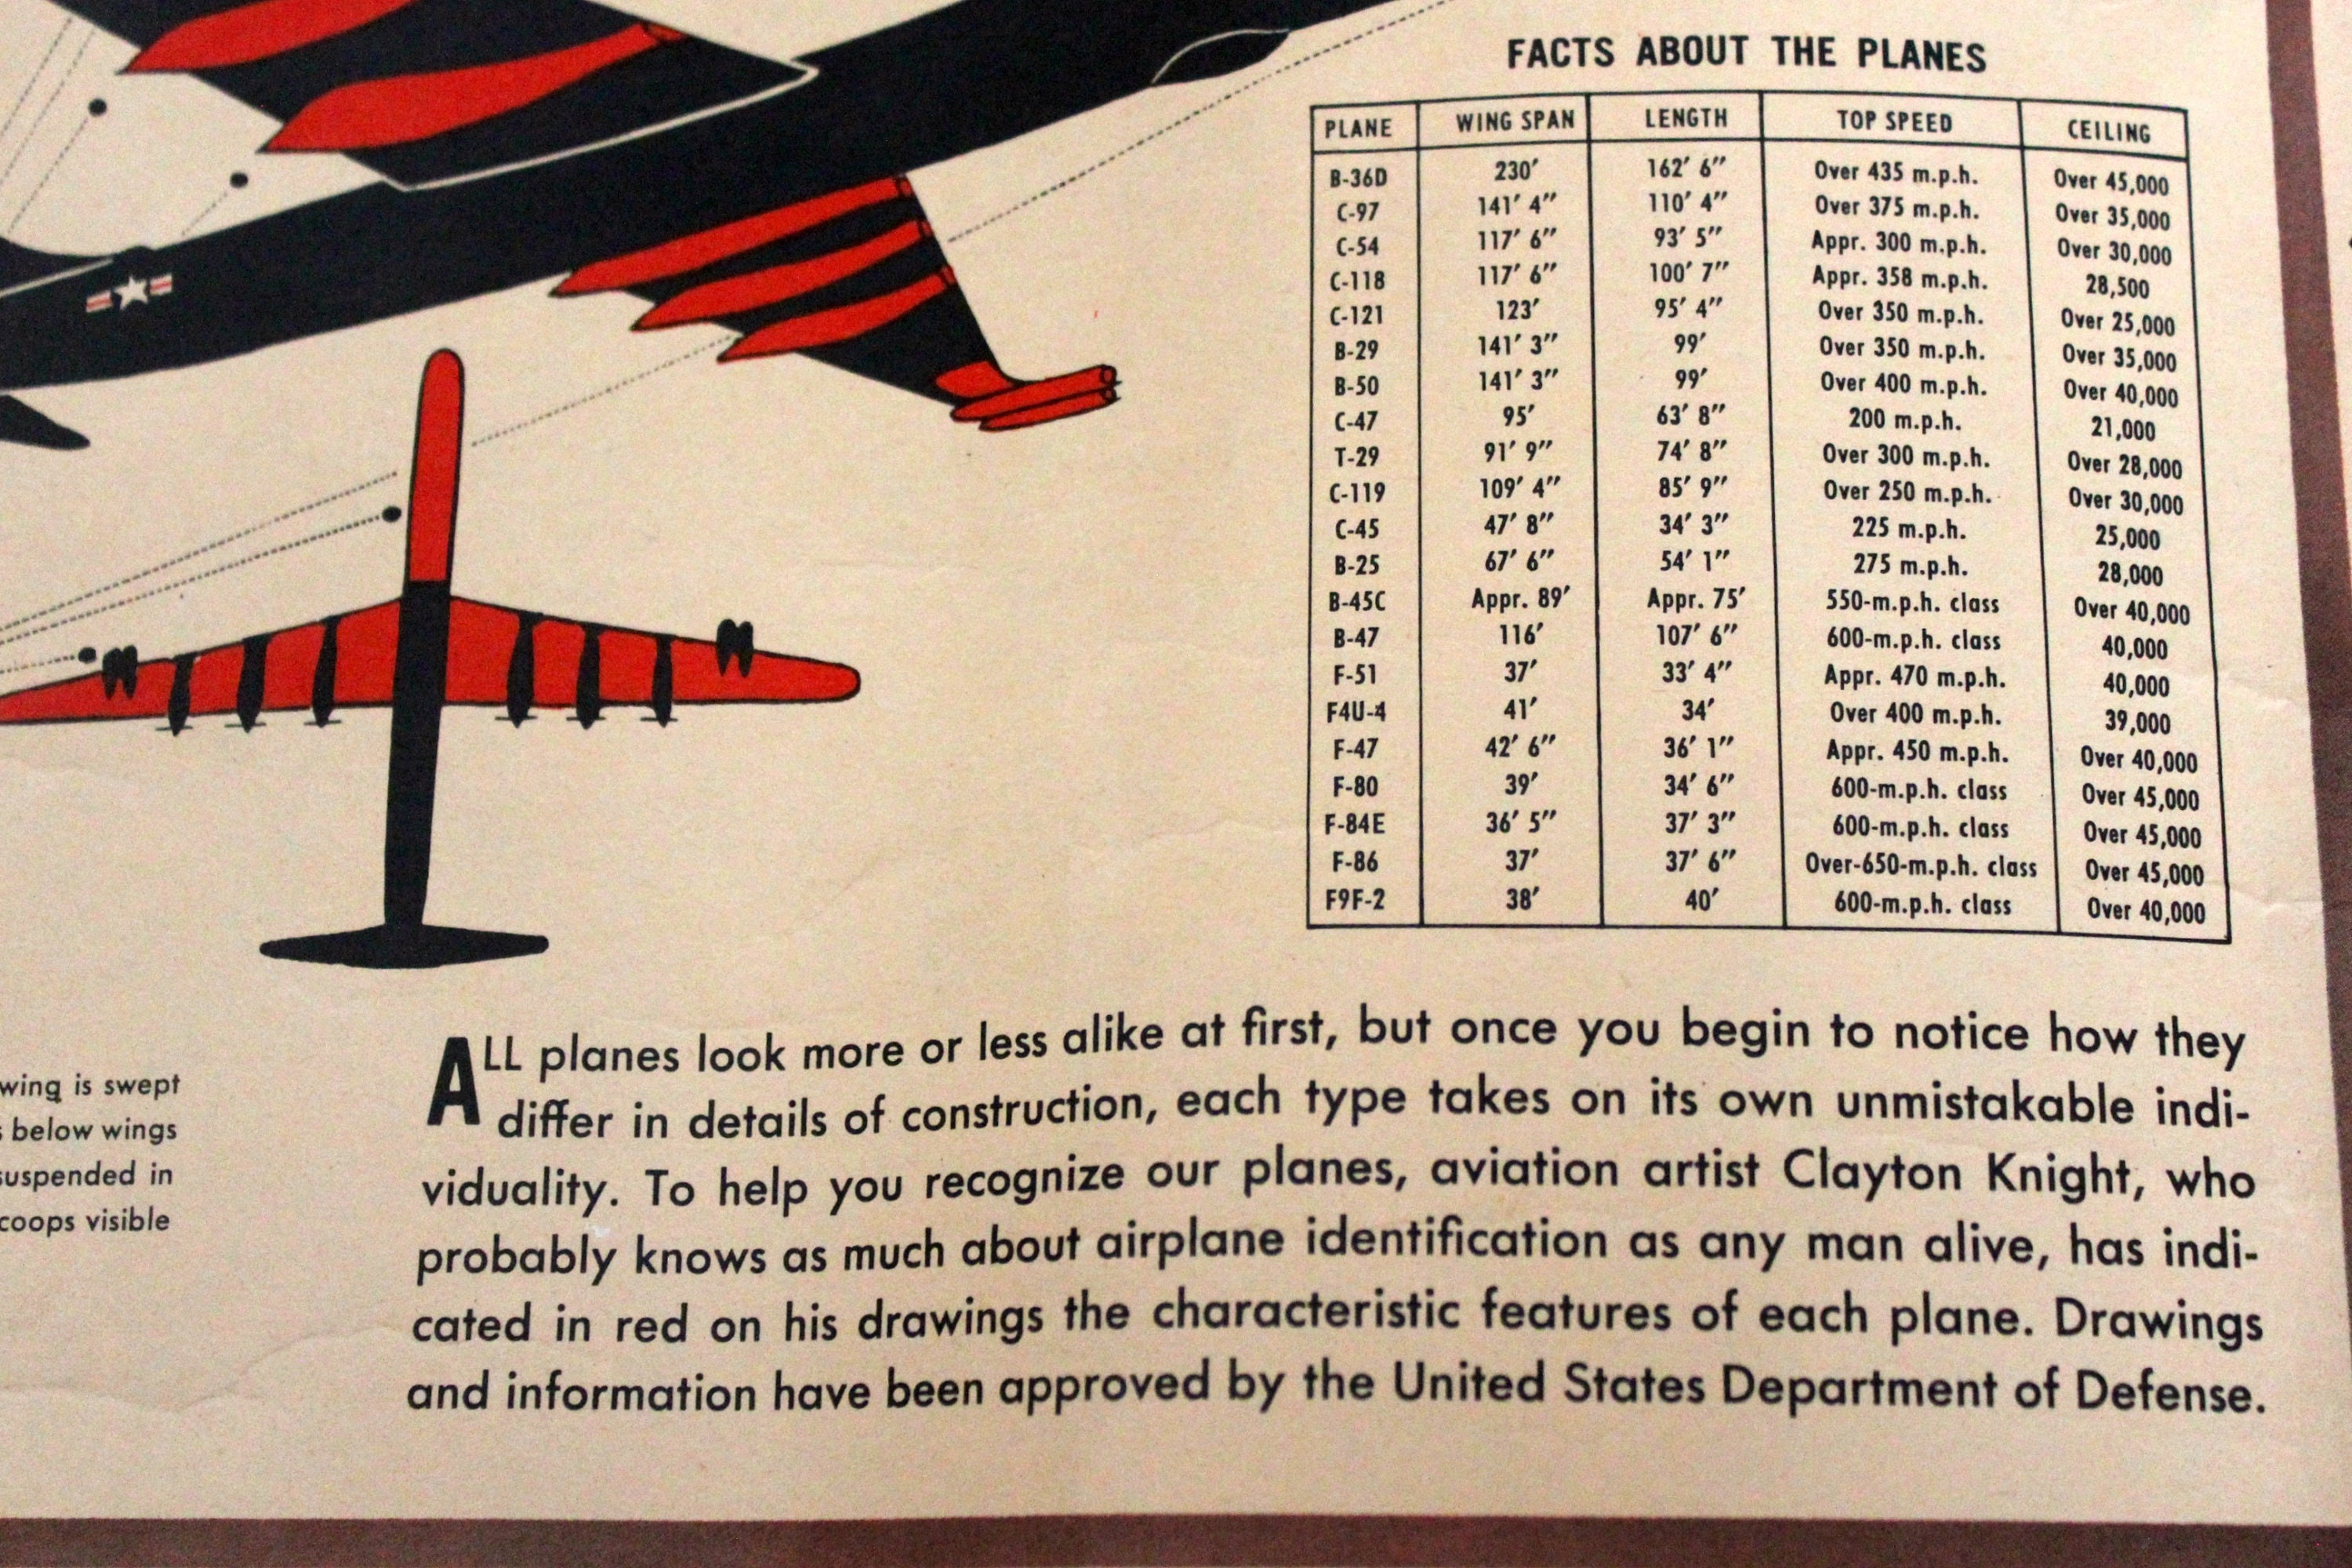 FACTS ABOUT THE PLANES
PLANE WING SPAN LENGTH TOP SPEED CEILING
B-36D 230′ 162′ 6″ Over 435 m.p.h. Over 45,000
C-97 141′ 4″ 110′ 4″ Over 375 m.p.h. Over 35,000
C-54 117′ 6″ 93′ 5″ Appr. 300 m.p.h. Over 30,000
C-118 117′ 6″ 100′ 7″ Appr. 358 m.p.h. 28,500
C-121 123′ 95′ 4″ Over 350 m.p.h. Over 25,000
B-29 141′ 3″ 99′ Over 350 m.p.h. Over 35,000
B-50 141′ 3″ 99′ Over 400 m.p.h. Over 40,000
C-47 95′ 63′ 8″ 200 m.p.h. 21,000
T-29 91′ 9″ 74′ 8″ Over 300 m.p.h. Over 28,000
C-119 109′ 4″ 85′ 9″ Over 250 m.p.h. Over 30,000
C-45 47′ 8″ 34′ 3″ 225 m.p.h. 25,000
B-25 67′ 6″ 54′ 1″ 275 m.p.h. 28,000
B-45C Appr. 89′ Appr. 75′ 550-m.p.h. class Over 40,000
B-47 116′ 107′ 6″ 600-m.p.h. class 40,000
F-51 37′ 33′ 4″ Appr. 470 m.p.h. 40,000
F4U-4 41′ 34′ Over 400 m.p.h. 39,000
F-47 42′ 6″ 36′ 1″ Appr. 450 m.p.h. Over 40,000
F-80 39′ 34′ 6″ 600-m.p.h. class Over 45,000
F-84E 36′ 5″ 37′ 3″ 600-m.p.h. class Over 45,000
F-86 37′ 37′ 6″ Over-650-m.p.h. class Over 45,000
F9F-2 38′ 40′ 600-m.p.h. class Over 40,000
wing is swept
below wings
suspended in
coops visible
ALL planes look more or less alike at first, but once you begin to notice how they
differ in details of construction, each type takes on its own unmistakable indi-
viduality. To help you recognize our planes, aviation artist Clayton Knight, who
probably knows as much about airplane identification as any man alive, has indi-
cated in red on his drawings the characteristic features of each plane. Drawings
and information have been approved by the United States Department of Defense.